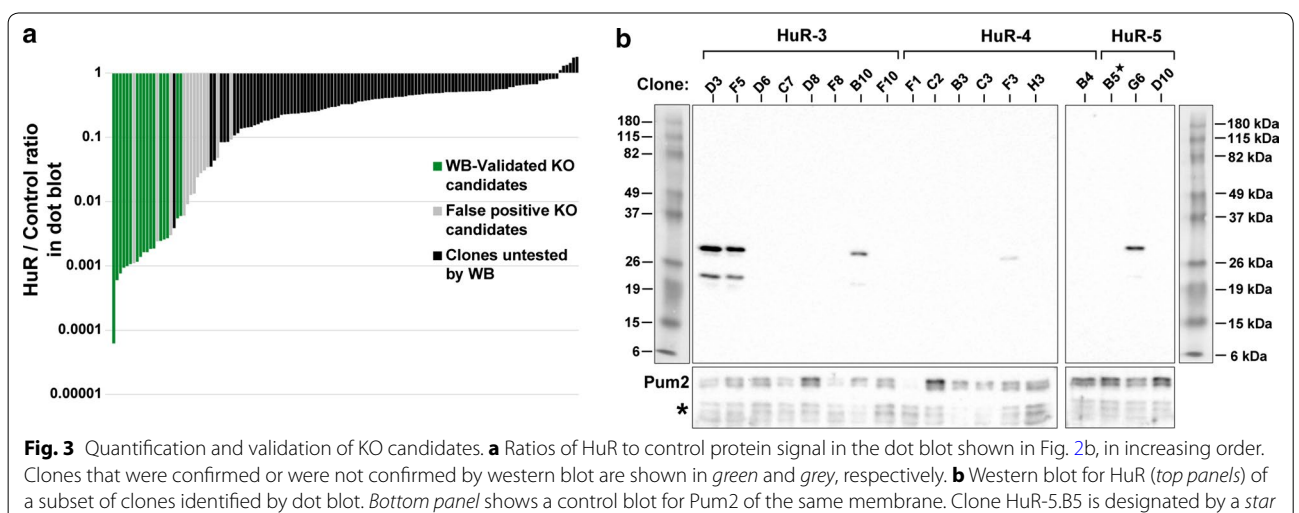 a
HuR / Control ratio
in dot blot
1
0.1
0.01
0.001
0.0001
0.00001
WB-Validated KO
candidates
False positive KO
candidates
Clones untested
by WB
b
HuR-3
HuR-4
HuR-5
Clone:
D3 F5 D6 C7 D8 F8 B10 F10 F1 C2 B3 C3 F3 H3 B4 B5★ G6 D10
180
115
82
49
37
26
19
15
6
180 kDa
115 kDa
82 kDa
49 kDa
37 kDa
26 kDa
19 kDa
15 kDa
6 kDa
Pum2
*
Fig. 3 Quantification and validation of KO candidates. a Ratios of HuR to control protein signal in the dot blot shown in Fig. 2b, in increasing order.
Clones that were confirmed or were not confirmed by western blot are shown in green and grey, respectively. b Western blot for HuR (top panels) of
a subset of clones identified by dot blot. Bottom panel shows a control blot for Pum2 of the same membrane. Clone HuR-5.B5 is designated by a star